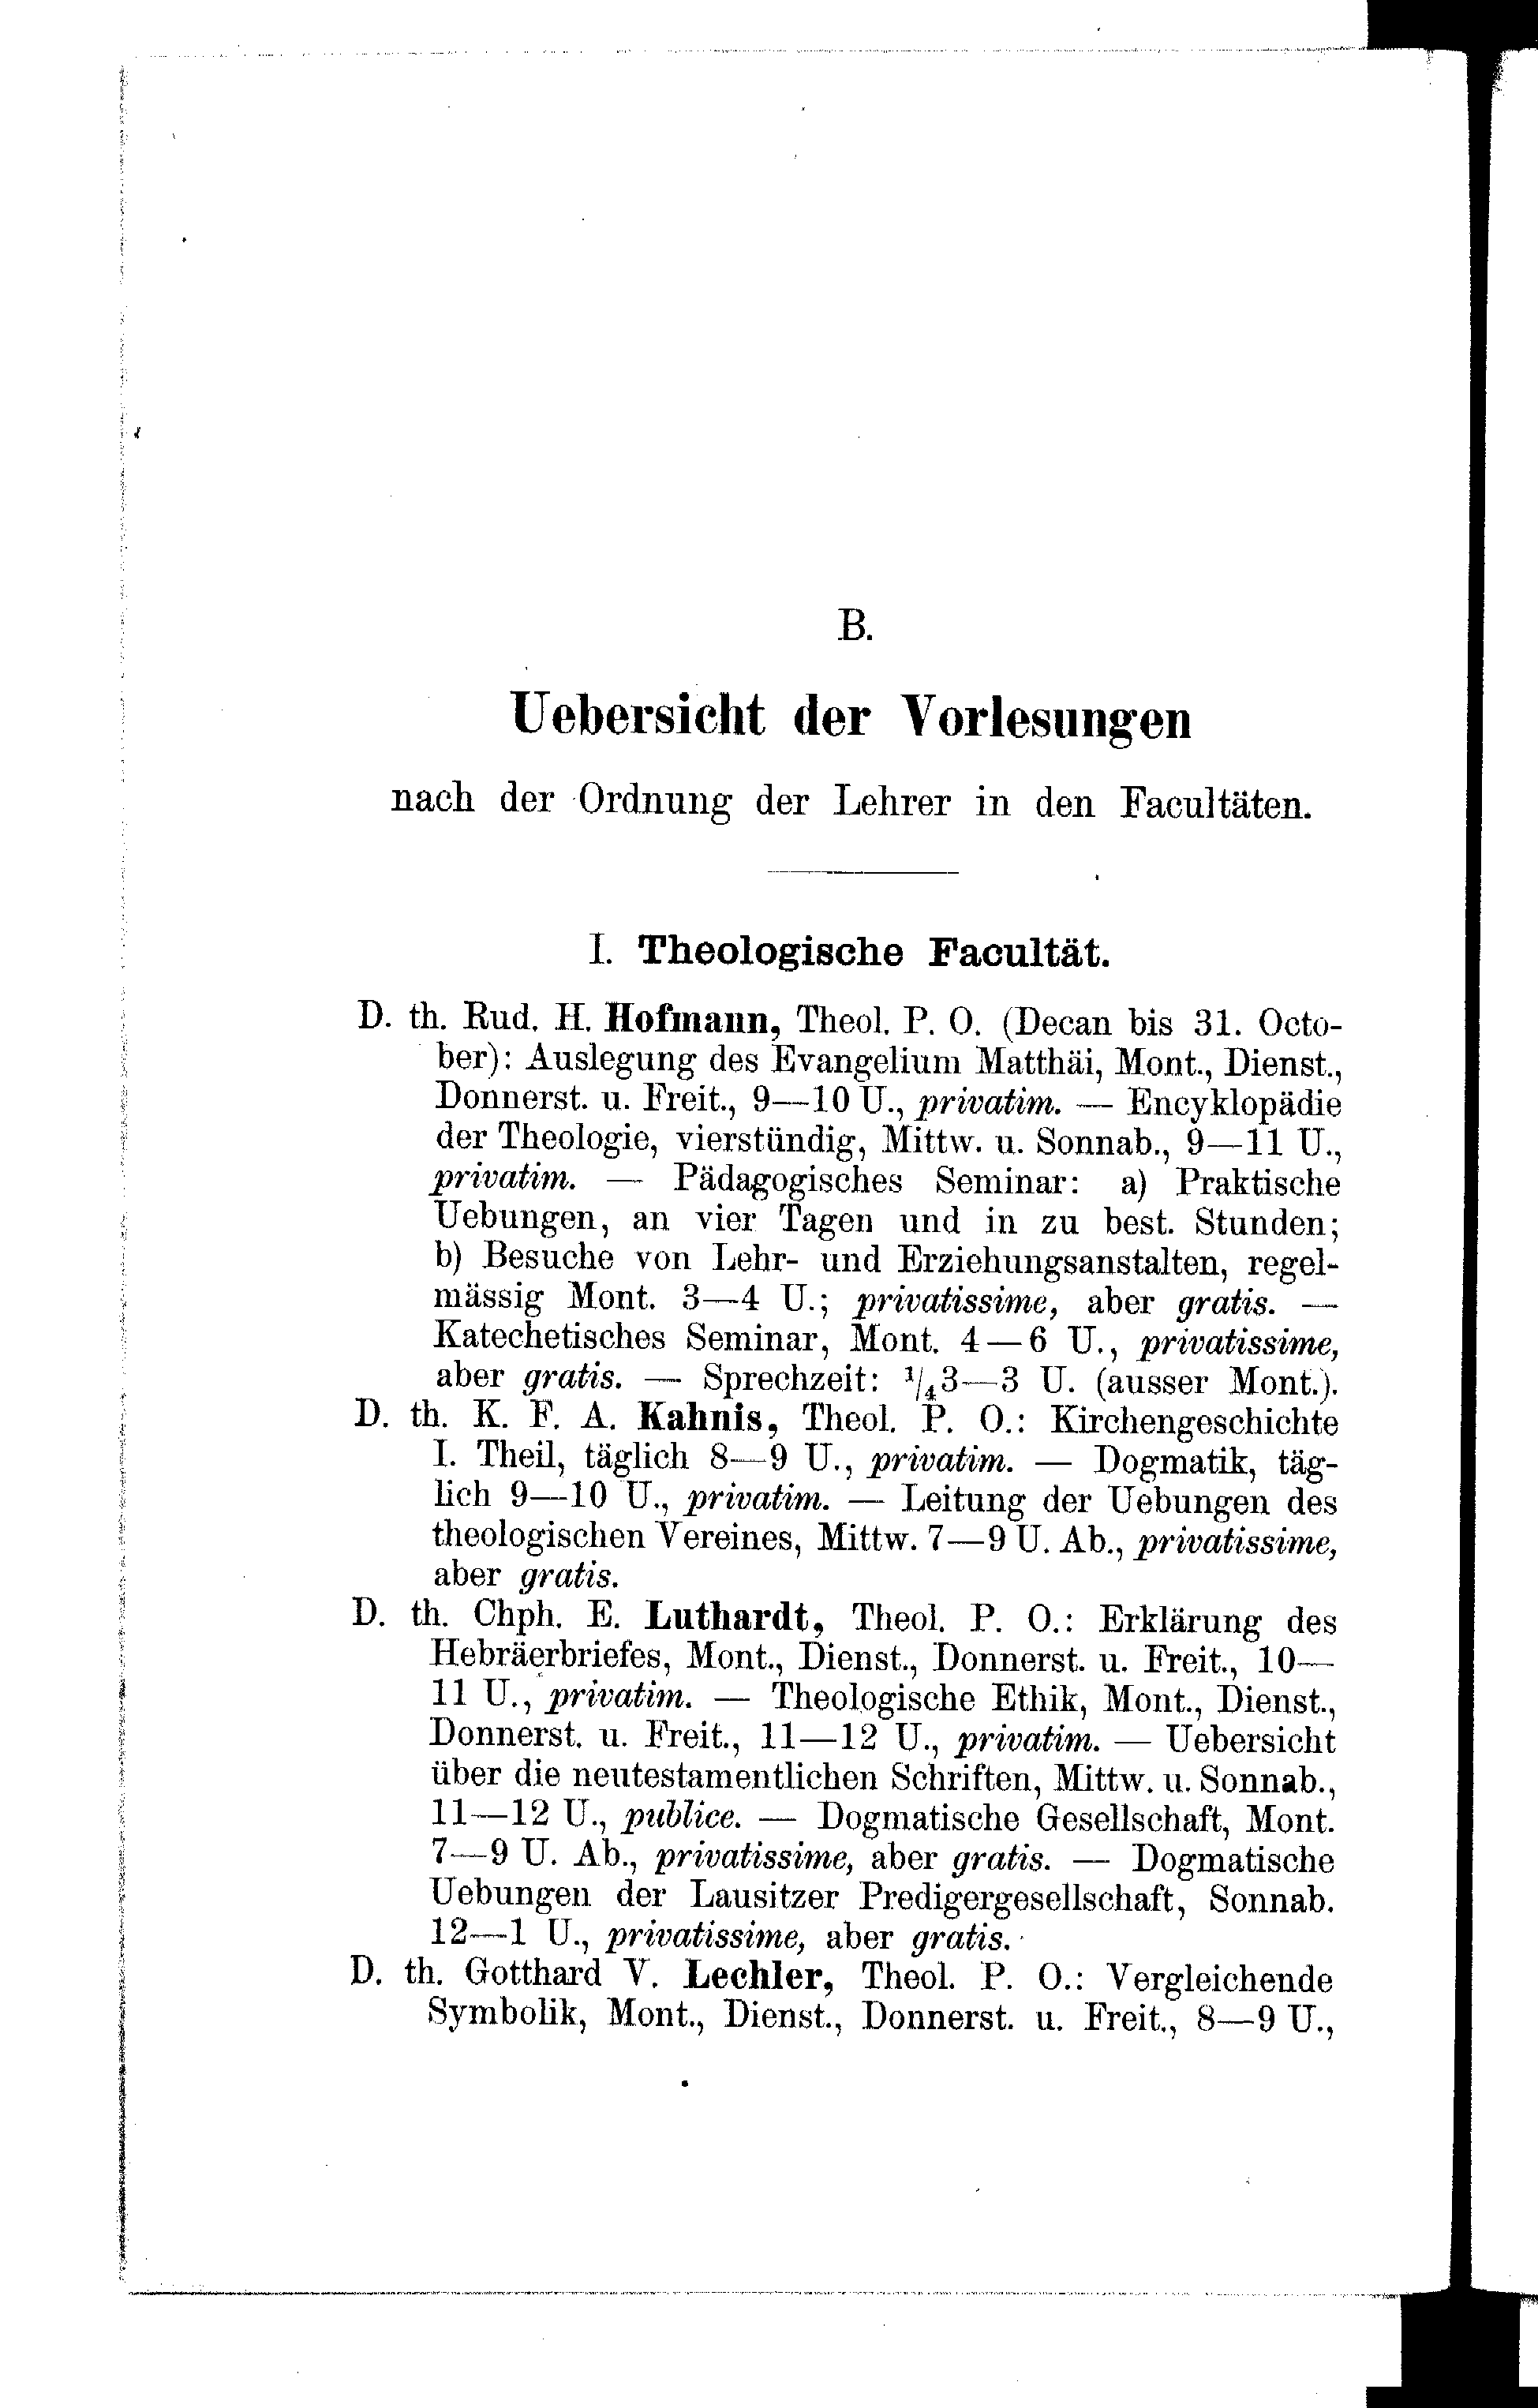 B.
Uebersicht der Vorlesungen
nach der Ordnung der Lehrer in den Facultäten.
I. Theologische Facultät.
D. th. Rud. H. Hofmann, Theol. P. O. (Decan bis 31. Octo-
ber): Auslegung des Evangelium Matthäi, Mont., Dienst.,
Donnerst. u. Freit., 9—10 U., privatim. — Encyklopädie
der Theologie, vierstündig, Mittw. u. Sonnab., 9—11 U.,
privatim. — Pädagogisches Seminar: a) Praktische
Uebungen, an vier Tagen und in zu best. Stunden;
b) Besuche von Lehr- und Erziehungsanstalten, regel-
mässig Mont. 3—4 U.; privatissime, aber gratis. —
Katechetisches Seminar, Mont. 4—6 U., privatissime,
aber gratis. — Sprechzeit: ¼3—3 U. (ausser Mont.).
D. th. K. F. A. Kahnis, Theol. P. O.: Kirchengeschichte
I. Theil, täglich 8—9 U., privatim. — Dogmatik, täg-
lich 9—10 U., privatim. — Leitung der Uebungen des
theologischen Vereines, Mittw. 7—9 U. Ab., privatissime,
aber gratis.
D. th. Chph. E. Luthardt, Theol. P. O.: Erklärung des
Hebräerbriefes, Mont., Dienst., Donnerst. u. Freit., 10—
11 U., privatim. — Theologische Ethik, Mont., Dienst.,
Donnerst. u. Freit., 11—12 U., privatim. — Uebersicht
über die neutestamentlichen Schriften, Mittw. u. Sonnab.,
11—12 U., publice. — Dogmatische Gesellschaft, Mont.
7—9 U. Ab., privatissime, aber gratis. — Dogmatische
Uebungen der Lausitzer Predigergesellschaft, Sonnab.
12—1 U., privatissime, aber gratis.
D. th. Gotthard V. Lechler, Theol. P. O.: Vergleichende
Symbolik, Mont., Dienst., Donnerst. u. Freit., 8—9 U.,